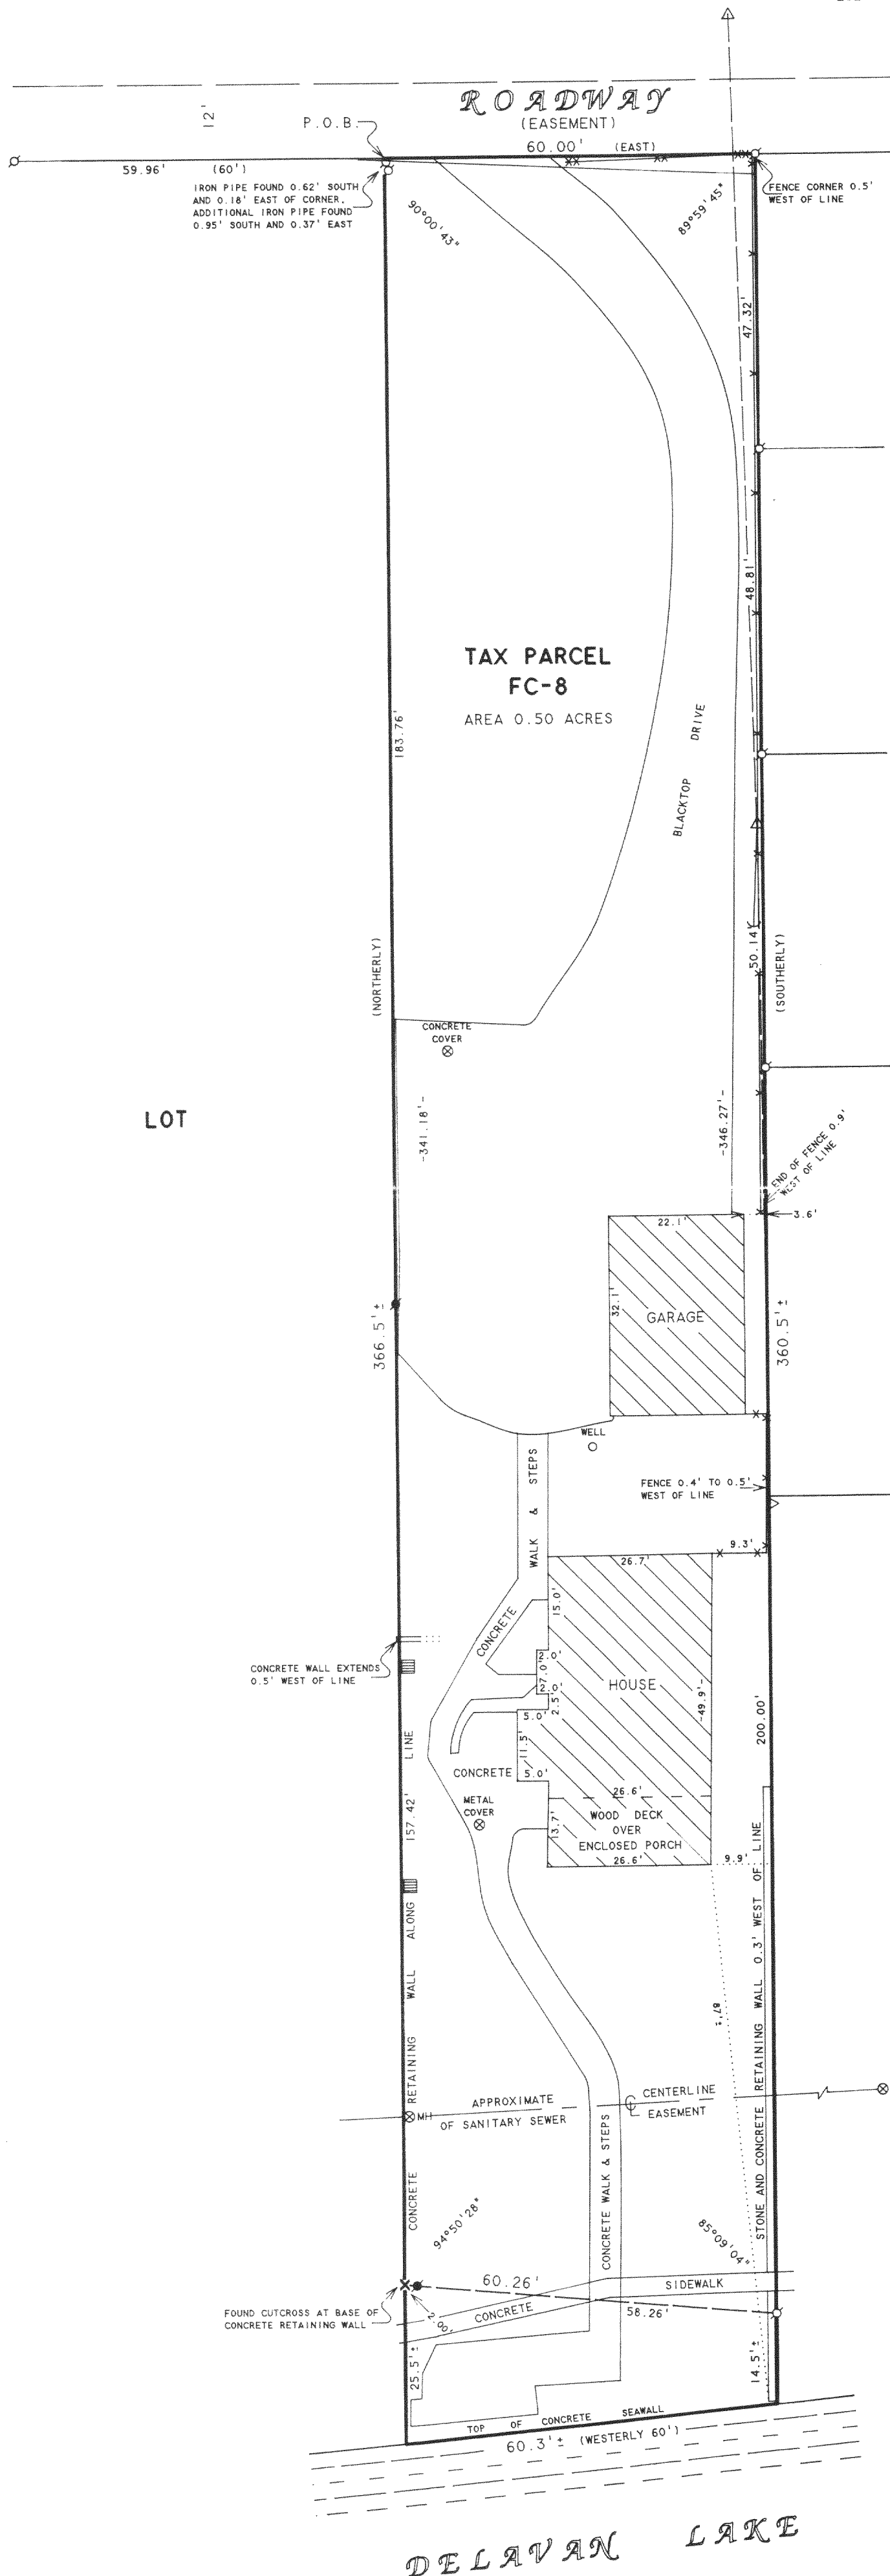 ROADWAY
(EASEMENT)
12'
P.O.B.
60.00' (EAST)
59.96' (60')
IRON PIPE FOUND 0.62' SOUTH
AND 0.18' EAST OF CORNER,
ADDITIONAL IRON PIPE FOUND
0.95' SOUTH AND 0.37' EAST
FENCE CORNER 0.5'
WEST OF LINE
90°00'43"
89°59'45"
47.32'
48.81'
TAX PARCEL
FC-8
AREA 0.50 ACRES
183.76'
BLACKTOP DRIVE
50.14'
(NORTHERLY)
(SOUTHERLY)
CONCRETE
COVER
LOT
-341.18'-
-346.27'-
END OF FENCE 0.9'
WEST OF LINE
22.1'
3.6'
32.1'
GARAGE
366.5'±
360.5'±
WELL
WALK & STEPS
FENCE 0.4' TO 0.5'
WEST OF LINE
9.3'
26.7'
15.0'
CONCRETE
2.0'
7.0'
2.0'
2.5'
CONCRETE WALL EXTENDS
0.5' WEST OF LINE
HOUSE
-49.9'-
200.00'
5.0'
11.5'
5.0'
CONCRETE
26.6'
METAL
COVER
WOOD DECK
OVER
ENCLOSED PORCH
13.7'
26.6'
9.9'
157.42'
CONCRETE RETAINING WALL ALONG LINE
STONE AND CONCRETE RETAINING WALL 0.3' WEST OF LINE
87'±
APPROXIMATE CENTERLINE
MH OF SANITARY SEWER EASEMENT
CONCRETE WALK & STEPS
94°50'28"
85°09'04"
60.26'
SIDEWALK
CONCRETE
58.26'
2.00'
FOUND CUTCROSS AT BASE OF
CONCRETE RETAINING WALL
25.5'±
14.5'±
TOP OF CONCRETE SEAWALL
60.3'± (WESTERLY 60')
DELAVAN LAKE